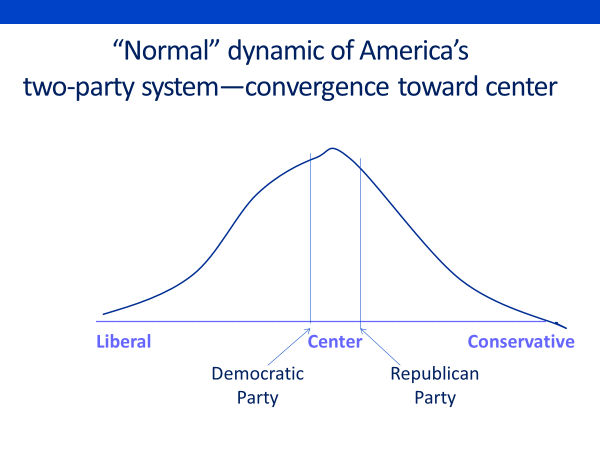 “Normal” dynamic of America’s
two-party system—convergence toward center
Liberal
Center
Conservative
Democratic
Party
Republican
Party